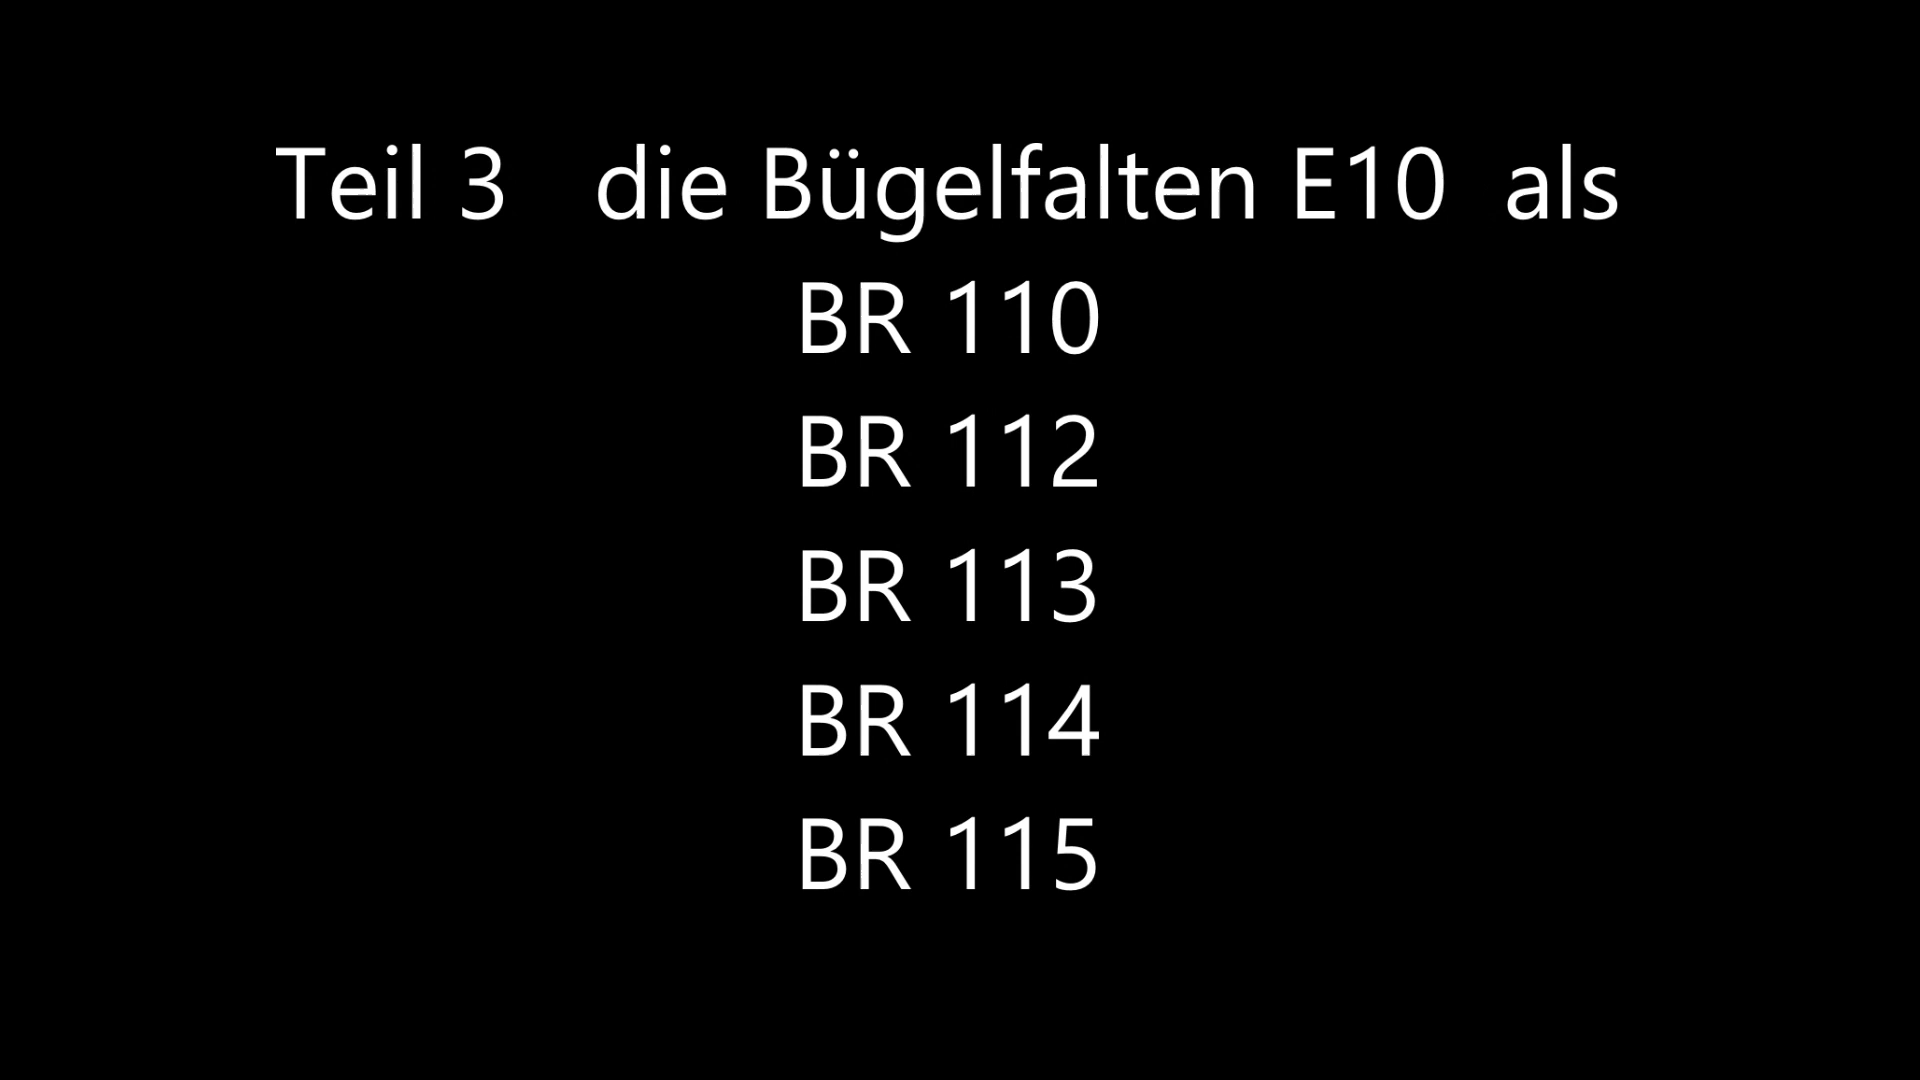 Teil 3 die Bügelfalten E10 als
BR 110
BR 112
BR 113
BR 114
BR 115